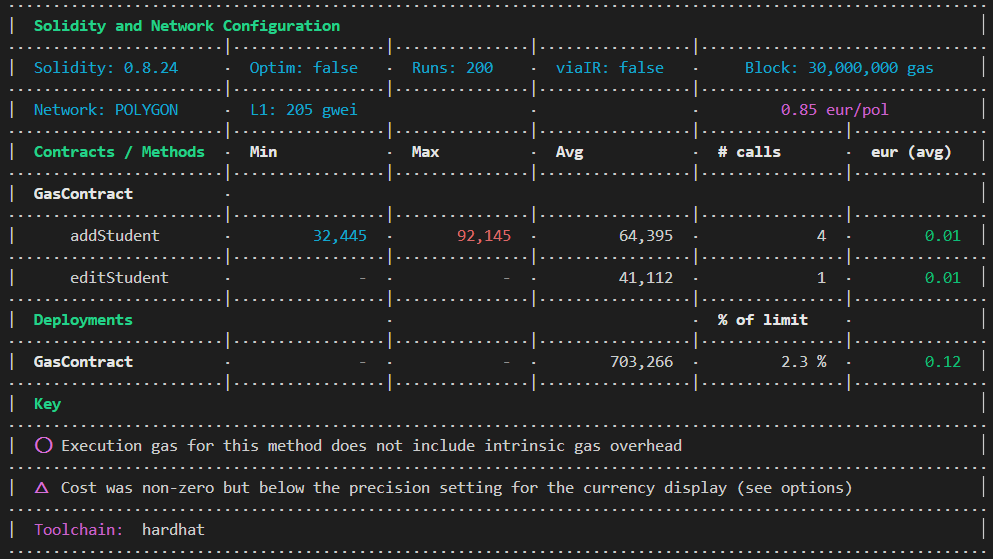 Solidity and Network Configuration
Solidity: 0.8.24 · Optim: false · Runs: 200 · viaIR: false · Block: 30,000,000 gas
Network: POLYGON · L1: 205 gwei · · 0.85 eur/pol
Contracts / Methods · Min · Max · Avg · # calls · eur (avg)
GasContract ·
addStudent · 32,445 · 92,145 · 64,395 · 4 · 0.01
editStudent · - · - · 41,112 · 1 · 0.01
Deployments · · % of limit ·
GasContract · - · - · 703,266 · 2.3 % · 0.12
Key
◯ Execution gas for this method does not include intrinsic gas overhead
△ Cost was non-zero but below the precision setting for the currency display (see options)
Toolchain: hardhat